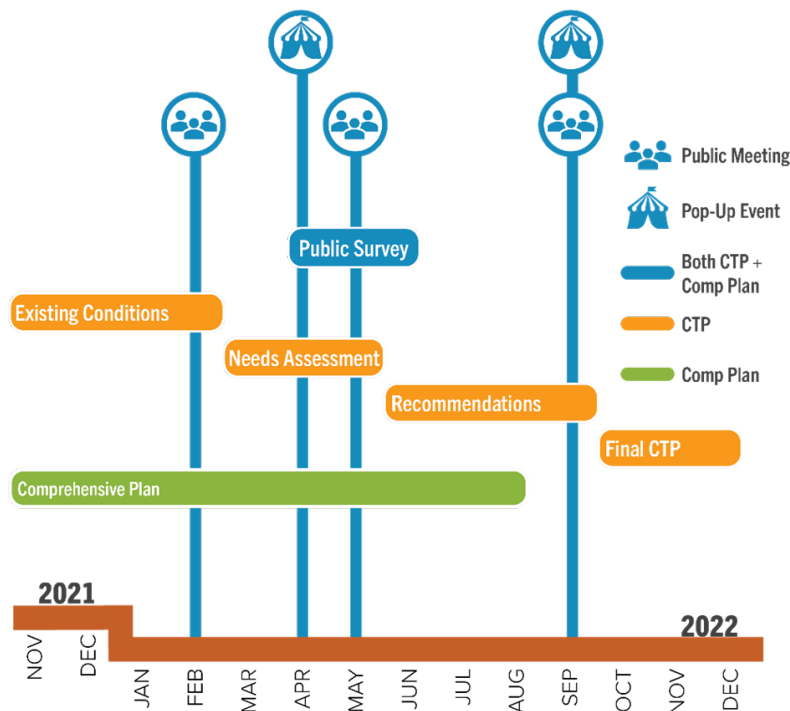 Public Meeting
Pop-Up Event
Both CTP +
Comp Plan
CTP
Comp Plan
Public Survey
Existing Conditions
Needs Assessment
Recommendations
Final CTP
Comprehensive Plan
2021
2022
NOV
DEC
JAN
FEB
MAR
APR
MAY
JUN
JUL
AUG
SEP
OCT
NOV
DEC